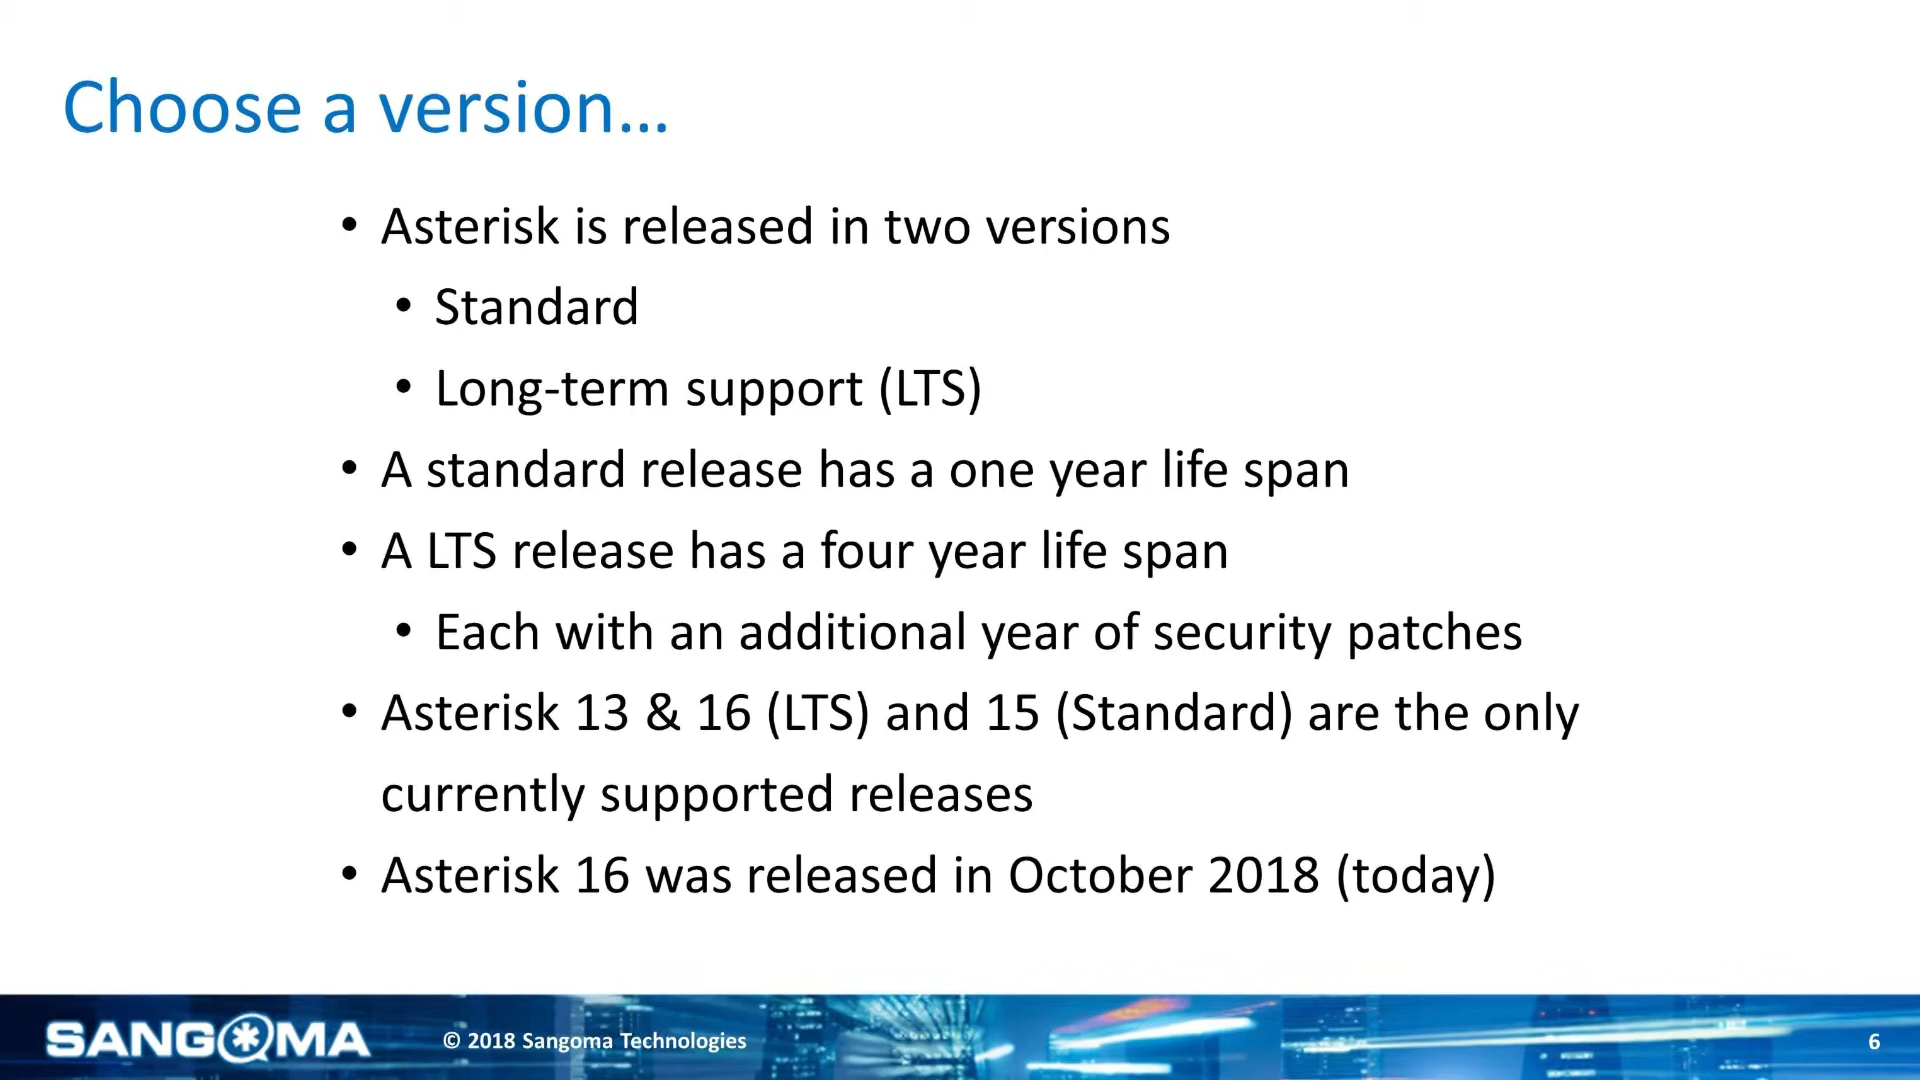 Choose a version...
• Asterisk is released in two versions
• Standard
• Long-term support (LTS)
• A standard release has a one year life span
• A LTS release has a four year life span
• Each with an additional year of security patches
• Asterisk 13 & 16 (LTS) and 15 (Standard) are the only
currently supported releases
• Asterisk 16 was released in October 2018 (today)
SANGOMA
© 2018 Sangoma Technologies
6